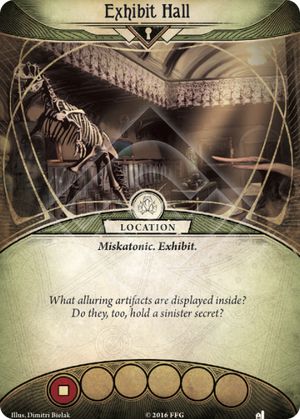 Exhibit Hall
LOCATION
Miskatonic. Exhibit.
What alluring artifacts are displayed inside?
Do they, too, hold a sinister secret?
Illus. Dimitri Bielak
© 2016 FFG